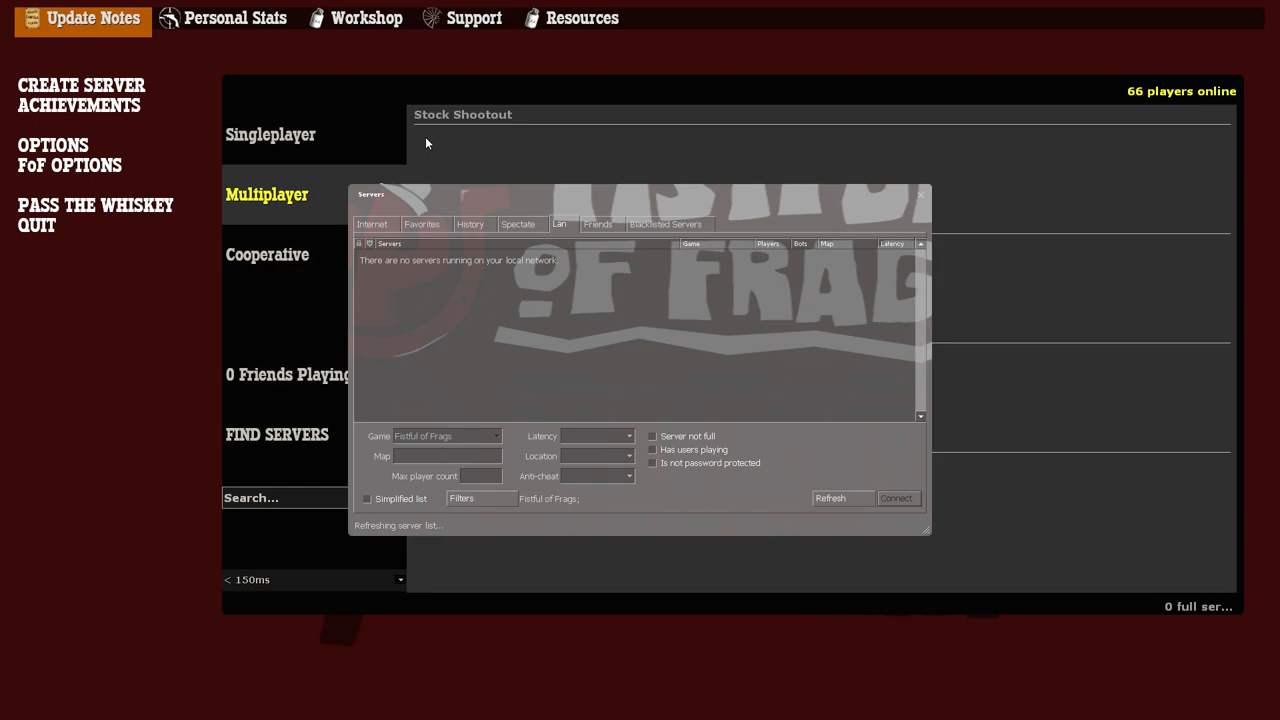 Update Notes
Personal Stats
Workshop
Support
Resources
CREATE SERVER
ACHIEVEMENTS
OPTIONS
FoF OPTIONS
PASS THE WHISKEY
QUIT
66 players online
Singleplayer
Multiplayer
Cooperative
0 Friends Playing
FIND SERVERS
Search...
< 150ms
Stock Shootout
Servers
Internet
Favorites
History
Spectate
Lan
Friends
Blacklisted Servers
Servers
Game
Players
Bots
Map
Latency
There are no servers running on your local network.
OF FRAG
Game
Fistful of Frags
Latency
Server not full
Map
Location
Has users playing
Is not password protected
Max player count
Anti-cheat
Simplified list
Filters
Fistful of Frags;
Refresh
Connect
Refreshing server list...
0 full ser...